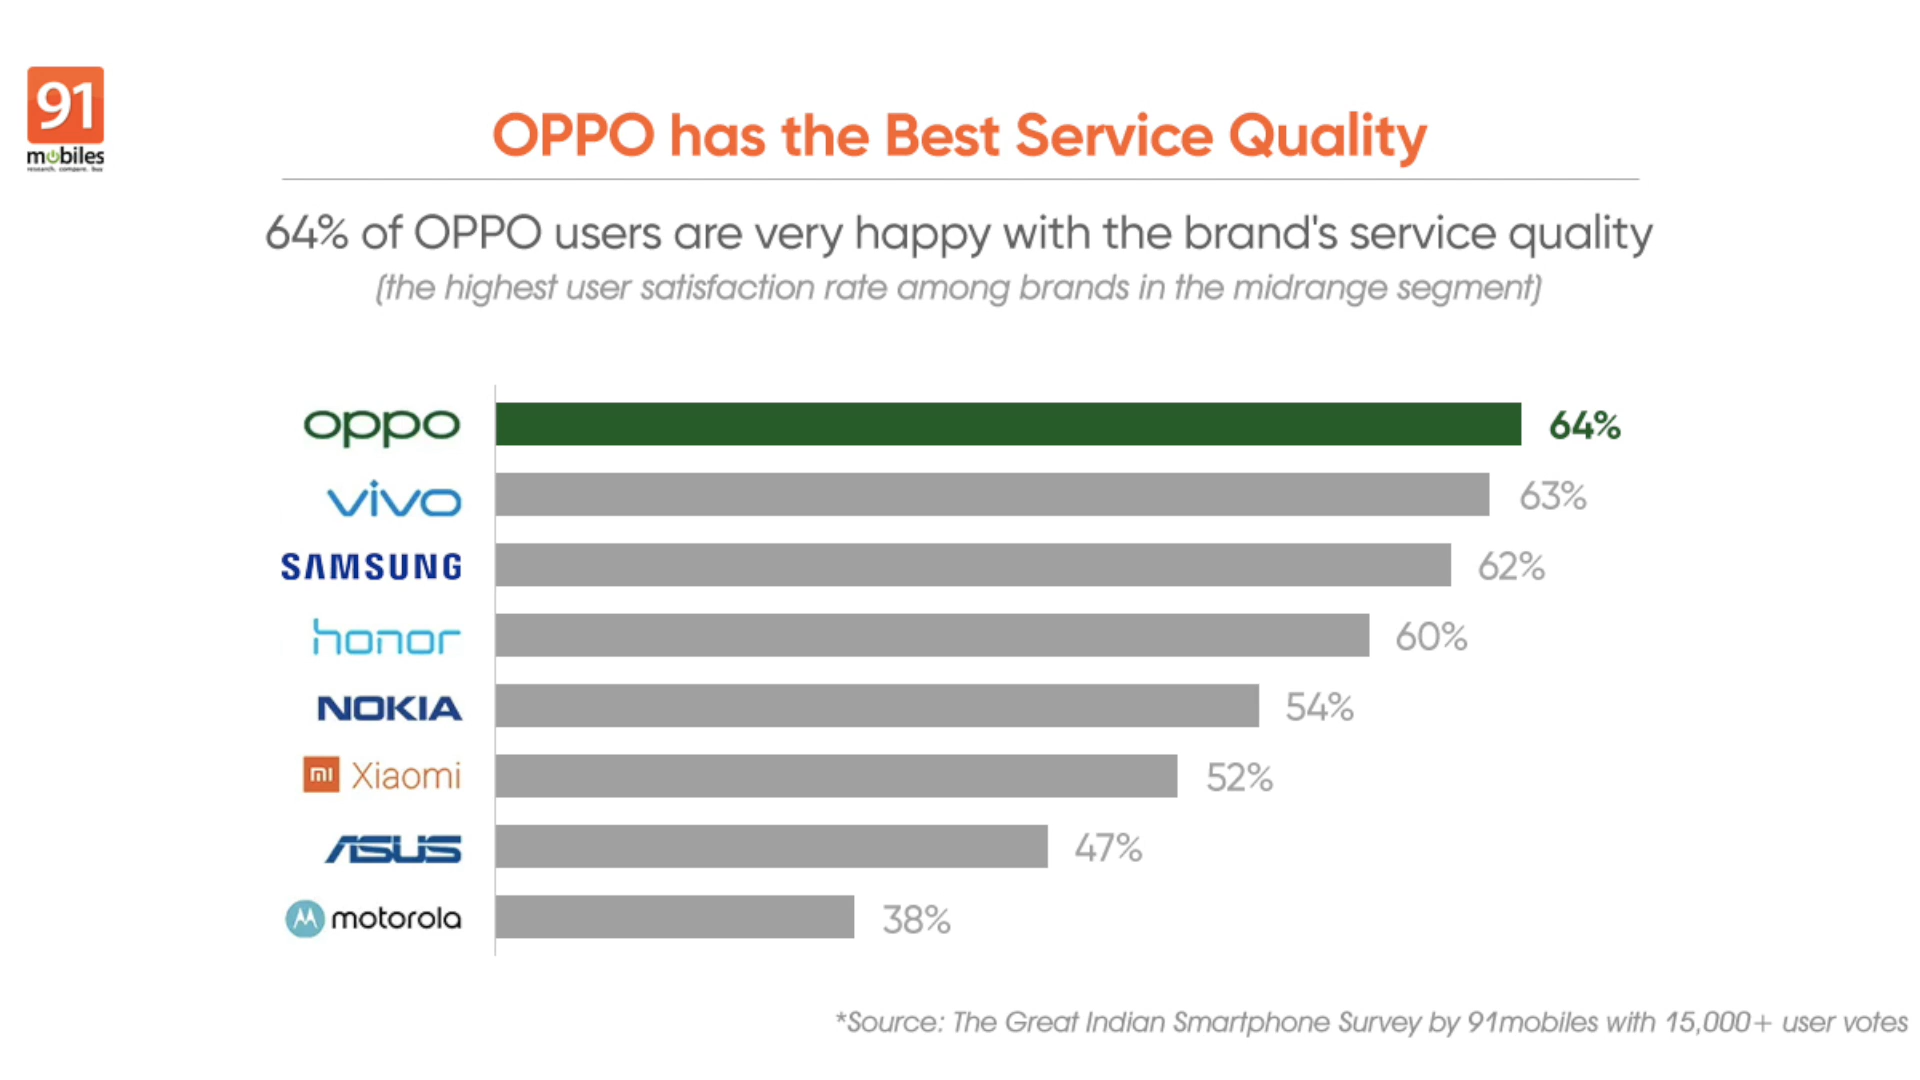 91
mobiles
research. compare. buy
OPPO has the Best Service Quality
64% of OPPO users are very happy with the brand's service quality
(the highest user satisfaction rate among brands in the midrange segment)
oppo 64%
vivo 63%
SAMSUNG 62%
honor 60%
NOKIA 54%
mi Xiaomi 52%
ASUS 47%
motorola 38%
*Source: The Great Indian Smartphone Survey by 91mobiles with 15,000+ user votes